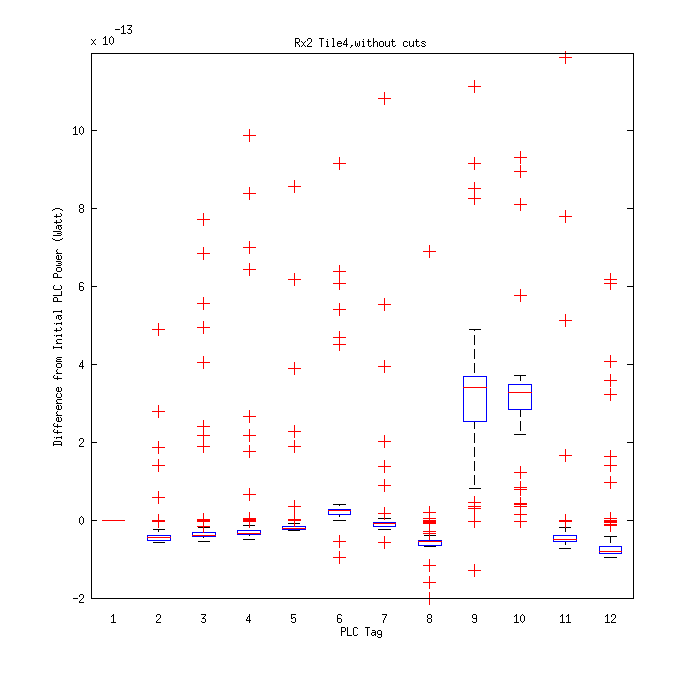 x 10-13
Rx2 Tile4,without cuts
10
8
6
4
2
0
-2
Difference from Initial PLC Power (Watt)
1 2 3 4 5 6 7 8 9 10 11 12
PLC Tag